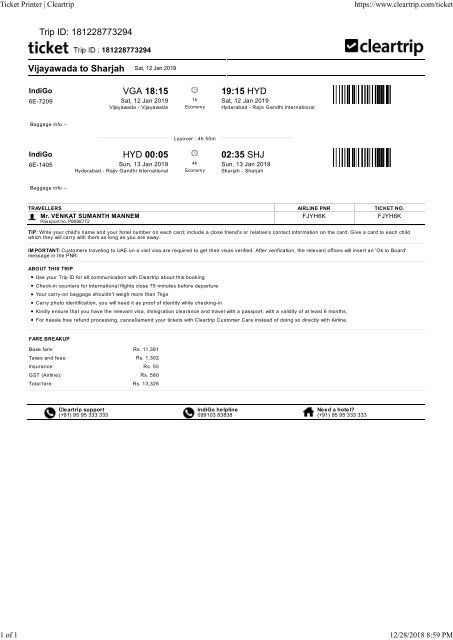 Ticket Printer | Cleartrip https://www.cleartrip.com/ticket
Trip ID: 181228773294
ticket Trip ID : 181228773294
cleartrip
Vijayawada to Sharjah Sat, 12 Jan 2019
IndiGo VGA 18:15 19:15 HYD
6E-7209 Sat, 12 Jan 2019 1h Sat, 12 Jan 2019
Vijayawada - Vijayawada Economy Hyderabad - Rajiv Gandhi International
Baggage info –
Layover : 4h 50m
IndiGo HYD 00:05 02:35 SHJ
6E-1405 Sun, 13 Jan 2019 4h Sun, 13 Jan 2019
Hyderabad - Rajiv Gandhi International Economy Sharjah - Sharjah
Baggage info –
TRAVELLERS AIRLINE PNR TICKET NO.
Mr. VENKAT SUMANTH MANNEM FJYH6K FJYH6K
Passport no.
TIP: Write your child's name and your hotel number on each card; include a close friend's or relative's contact information on the card. Give a card to each child
which they will carry with them as long as you are away.
IMPORTANT: Customers traveling to UAE on a visit visa are required to get their visas verified. After verification, the relevant offices will insert an 'Ok to Board'
message in the PNR.
ABOUT THIS TRIP
• Use your Trip ID for all communication with Cleartrip about this booking
• Check-in counters for International flights close 75 minutes before departure
• Your carry-on baggage shouldn't weigh more than 7kgs
• Carry photo identification, you will need it as proof of identity while checking-in
• Kindly ensure that you have the relevant visa, immigration clearance and travel with a passport, with a validity of at least 6 months.
• For hassle free refund processing, cancel/amend your tickets with Cleartrip Customer Care instead of doing so directly with Airline.
FARE BREAKUP
Base fare: Rs. 11,391
Taxes and fees: Rs. 1,302
Insurance: Rs. 55
GST (Airline): Rs. 580
Total fare: Rs. 13,328
Cleartrip support IndiGo helpline Need a hotel?
(+91) 95 95 333 333 099103 83838 (+91) 95 95 333 333
1 of 1 12/28/2018 8:59 PM